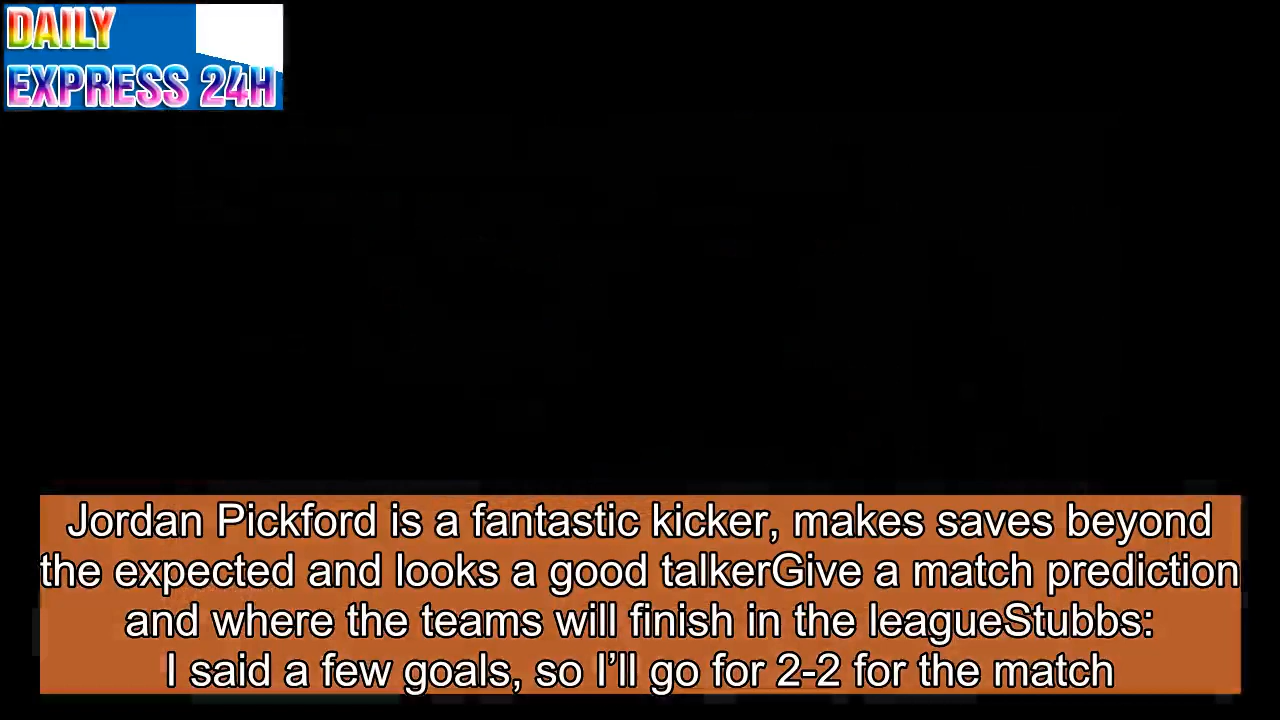 DAILY
EXPRESS 24H
Jordan Pickford is a fantastic kicker, makes saves beyond
the expected and looks a good talkerGive a match prediction
and where the teams will finish in the leagueStubbs:
I said a few goals, so I’ll go for 2-2 for the match